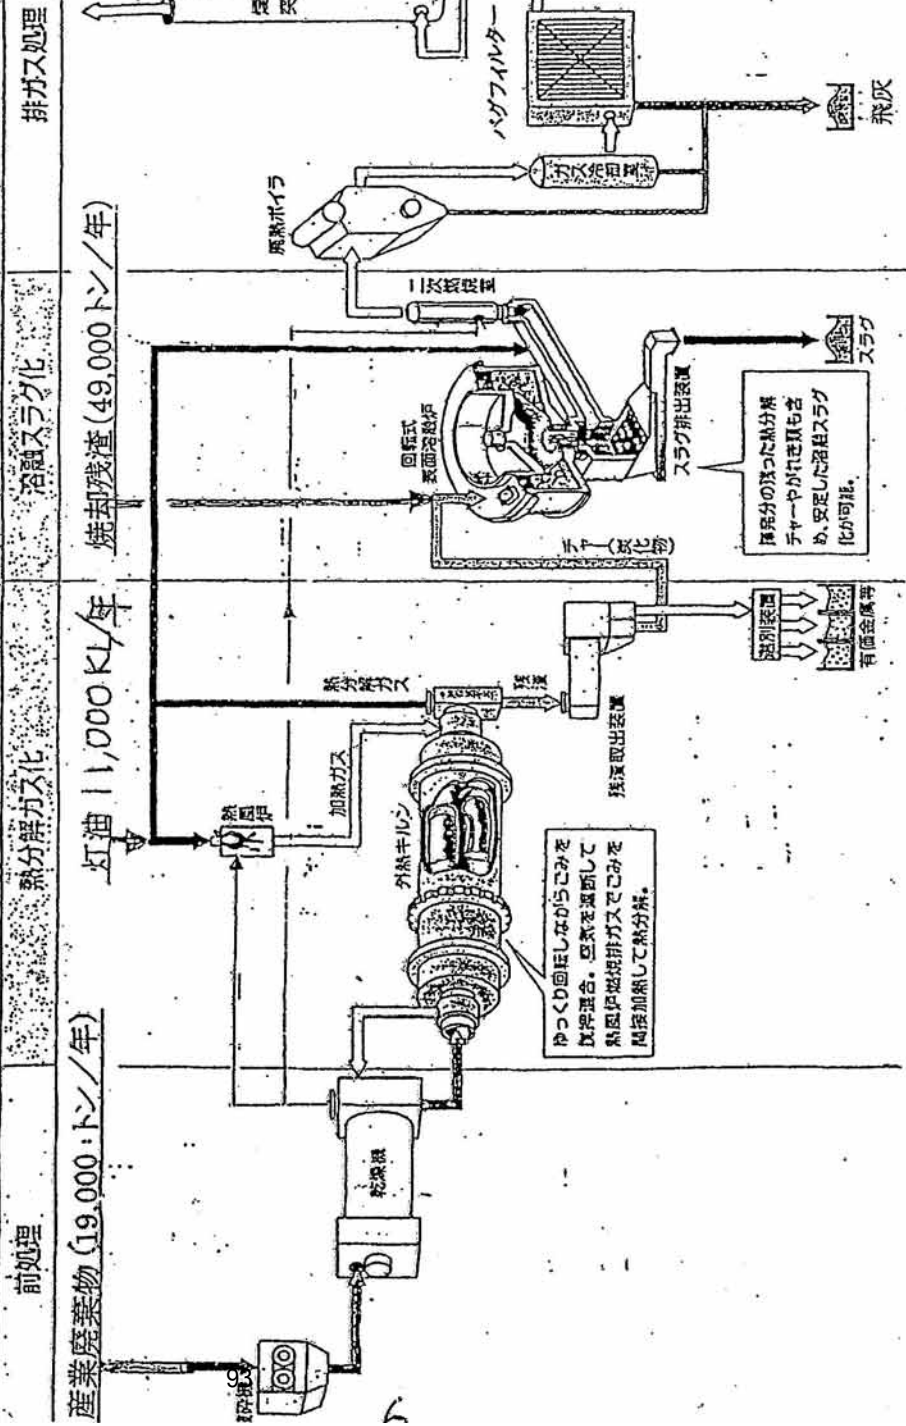 前処理
熱分解ガス化
溶融スラグ化
排ガス処理
産業廃棄物(19,000トン/年)
灯油 11,000KL/年
焼却残渣(49,000トン/年)
乾燥機
熱風炉
加熱ガス
熱分解ガス
外熱キルン
残渣
残渣取出装置
ゆっくり回転しながらごみを
撹拌混合。空気を遮断して
熱風炉燃焼排ガスでごみを
間接加熱して熱分解。
選別装置
有価金属等
チャー(炭化物)
回転式
表面溶融炉
二次燃焼室
スラグ排出装置
揮発分の残った熱分解
チャーやがれき類も含
め、安定した溶融スラグ
化が可能。
スラグ
廃熱ボイラ
ガス冷却室
バグフィルター
飛灰
93